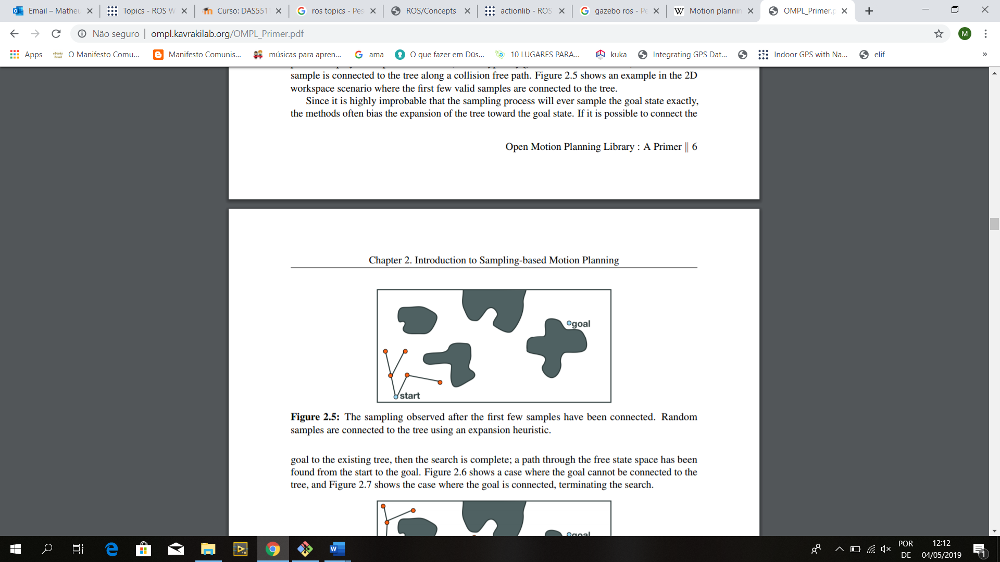 Email – Matheu
Topics - ROS W
Curso: DAS551
ros topics - Pes
ROS/Concepts
actionlib - ROS
gazebo ros - Pe
W Motion plannin
OMPL_Primer.p
Não seguro | ompl.kavrakilab.org/OMPL_Primer.pdf
M
Apps
O Manifesto Comu...
Manifesto Comunis...
músicas para apren...
ama
O que fazer em Düs...
10 LUGARES PARA...
kuka
Integrating GPS Dat...
Indoor GPS with Na...
elif
»
sample is connected to the tree along a collision free path. Figure 2.5 shows an example in the 2D
workspace scenario where the first few valid samples are connected to the tree.
Since it is highly improbable that the sampling process will ever sample the goal state exactly,
the methods often bias the expansion of the tree toward the goal state. If it is possible to connect the
Open Motion Planning Library : A Primer || 6
Chapter 2. Introduction to Sampling-based Motion Planning
goal
start
Figure 2.5: The sampling observed after the first few samples have been connected. Random
samples are connected to the tree using an expansion heuristic.
goal to the existing tree, then the search is complete; a path through the free state space has been
found from the start to the goal. Figure 2.6 shows a case where the goal cannot be connected to the
tree, and Figure 2.7 shows the case where the goal is connected, terminating the search.
goal
POR
DE
12:12
04/05/2019
1